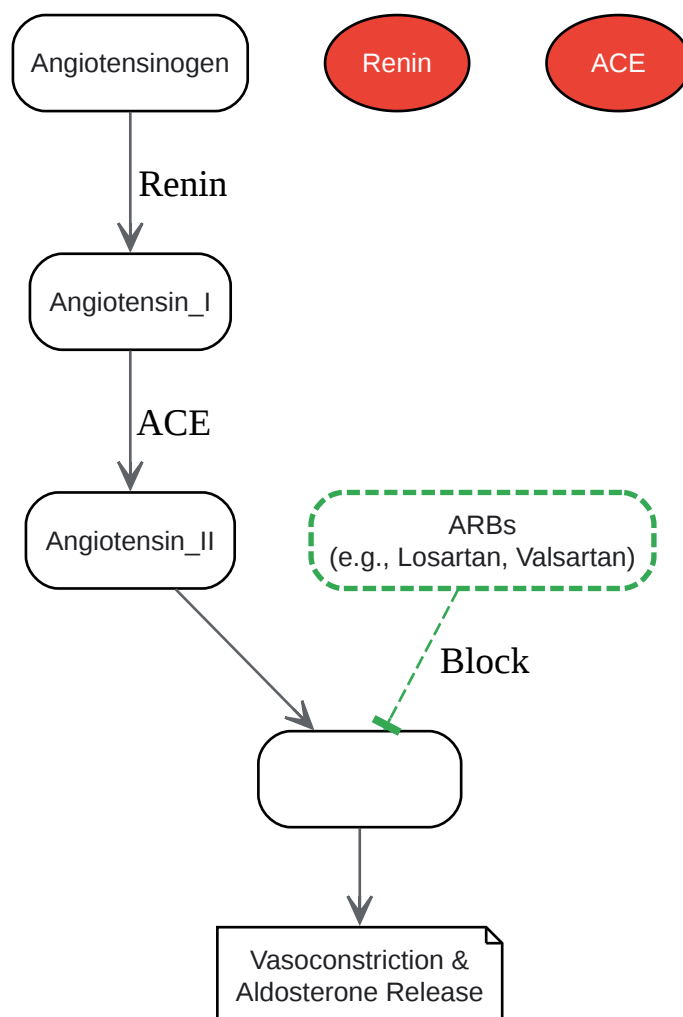 Angiotensinogen
Renin
ACE
Renin
Angiotensin_I
ACE
Angiotensin_II
ARBs
(e.g., Losartan, Valsartan)
Block
Vasoconstriction &
Aldosterone Release